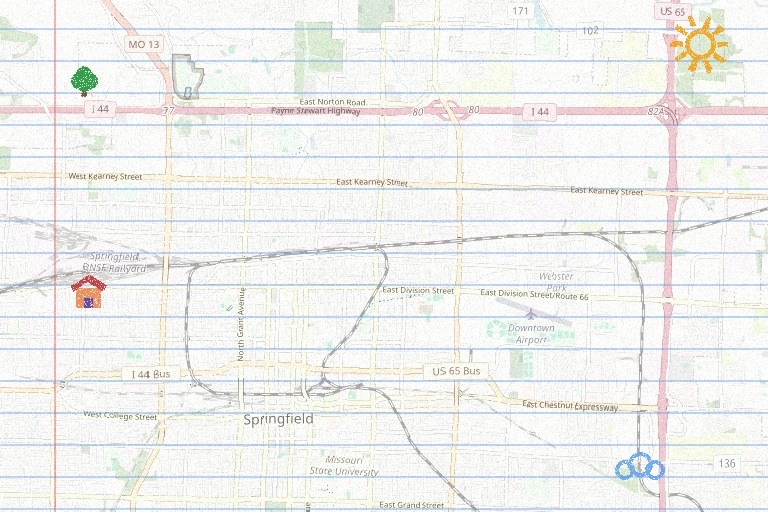 171
US 65
102
MO 13
I 44
77
East Norton Road
Payne Stewart Highway
80
80
I 44
82A
West Kearney Street
East Kearney Street
East Kearney Street
Springfield
BNSF Railyard
Webster
Park
East Division Street
East Division Street/Route 66
North Grant Avenue
Downtown
Airport
I 44 Bus
US 65 Bus
East Chestnut Expressway
West College Street
Springfield
Missouri
State University
136
East Grand Street